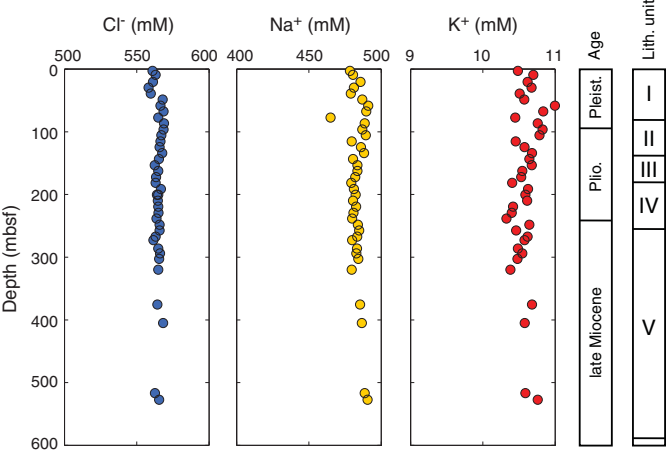 Cl⁻ (mM)
Na⁺ (mM)
K⁺ (mM)
Age
Lith. unit
500 550 600
400 450 500
9 10 11
0
100
200
300
400
500
600
Depth (mbsf)
Pleist.
Plio.
late Miocene
I
II
III
IV
V